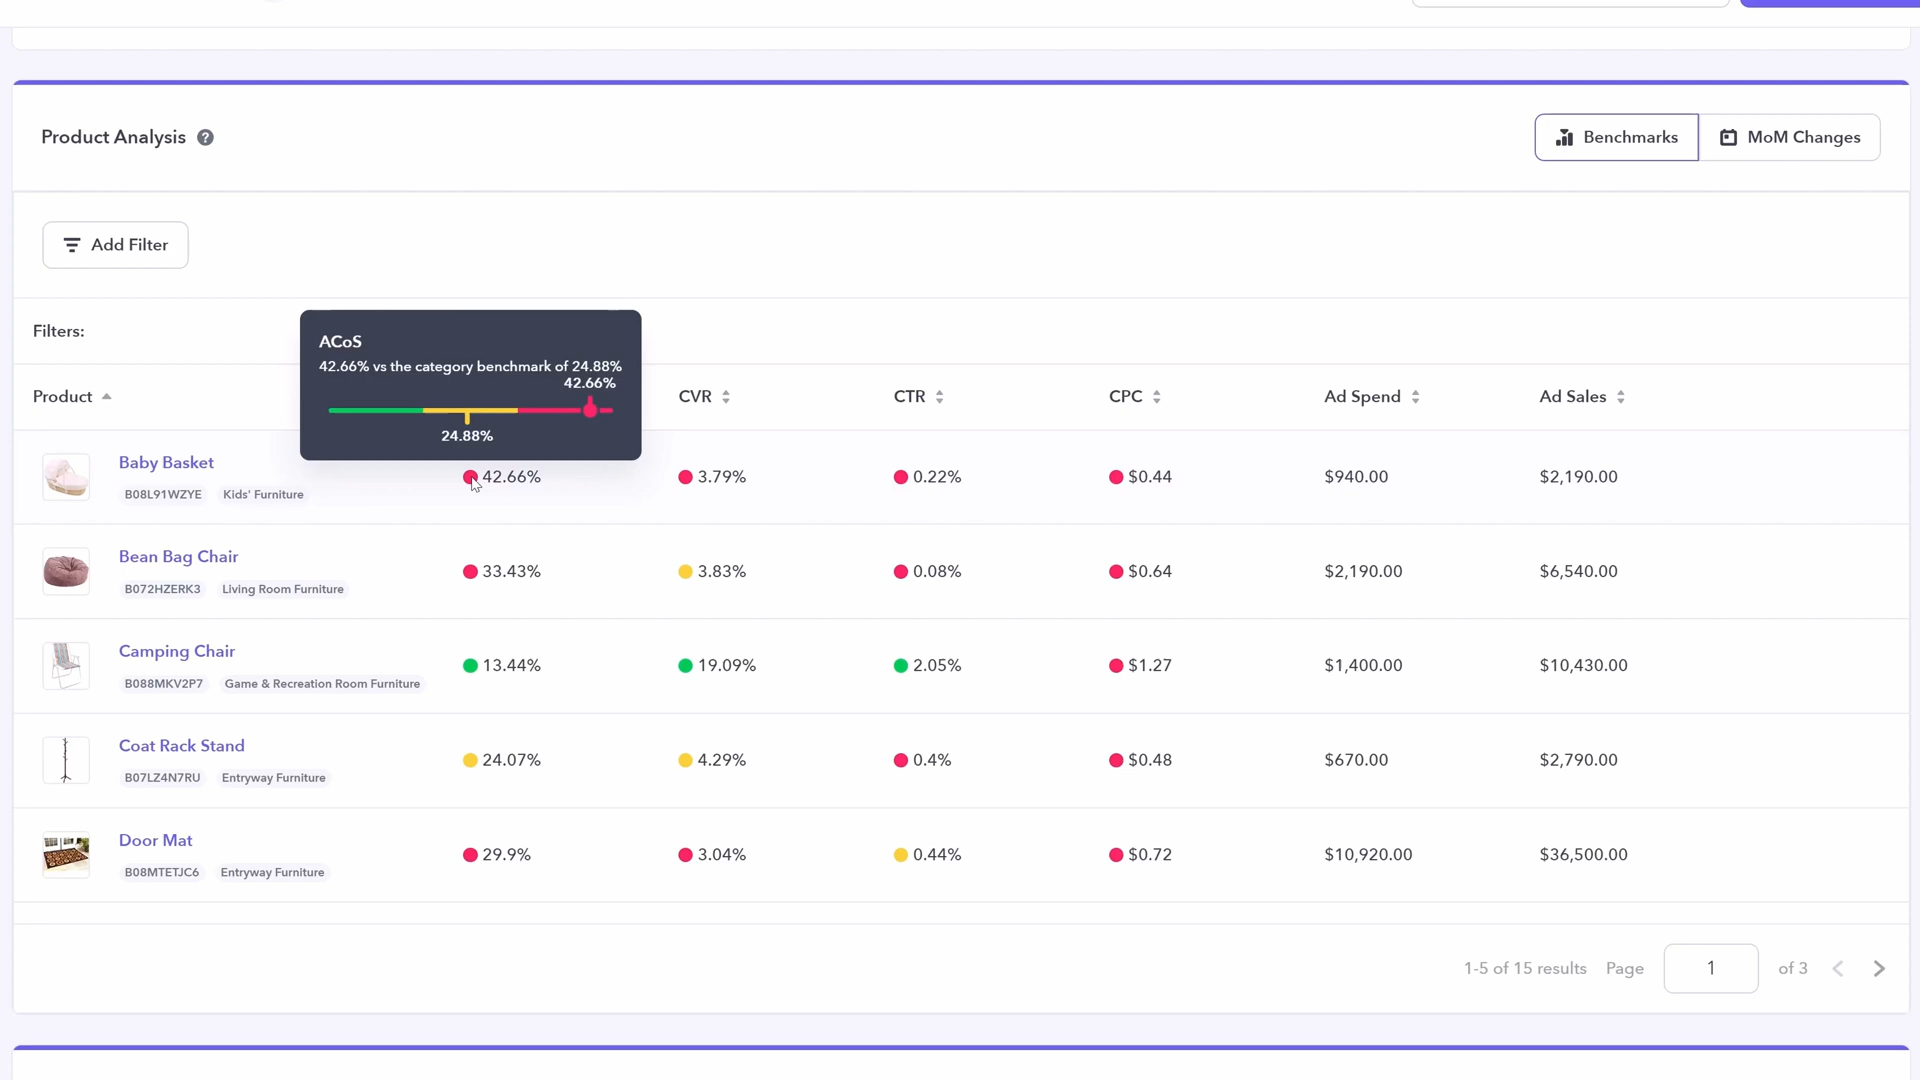 Product Analysis ?
Benchmarks
MoM Changes
Add Filter
Filters:
ACoS
42.66% vs the category benchmark of 24.88%
42.66%
24.88%
Product CVR CTR CPC Ad Spend Ad Sales
Baby Basket
B08L91WZYE Kids' Furniture
42.66% 3.79% 0.22% $0.44 $940.00 $2,190.00
Bean Bag Chair
B072HZERK3 Living Room Furniture
33.43% 3.83% 0.08% $0.64 $2,190.00 $6,540.00
Camping Chair
B088MKV2P7 Game & Recreation Room Furniture
13.44% 19.09% 2.05% $1.27 $1,400.00 $10,430.00
Coat Rack Stand
B07LZ4N7RU Entryway Furniture
24.07% 4.29% 0.4% $0.48 $670.00 $2,790.00
Door Mat
B08MTETJC6 Entryway Furniture
29.9% 3.04% 0.44% $0.72 $10,920.00 $36,500.00
1-5 of 15 results Page 1 of 3